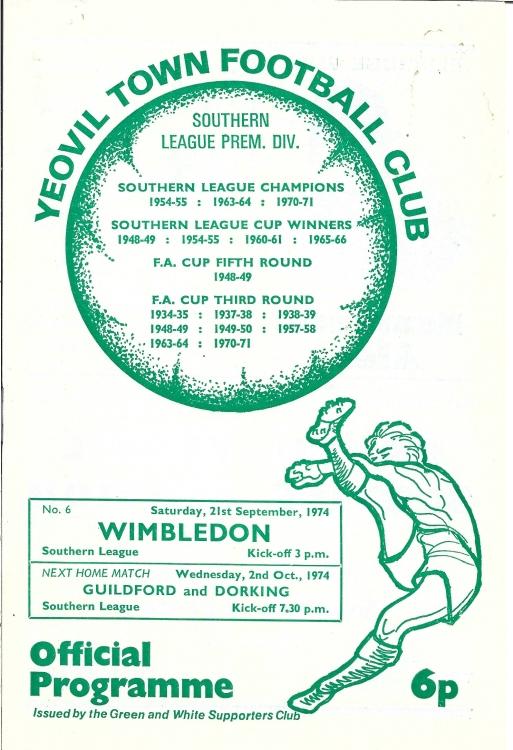 YEOVIL TOWN FOOTBALL CLUB
SOUTHERN
LEAGUE PREM. DIV.
SOUTHERN LEAGUE CHAMPIONS
1954-55 : 1963-64 : 1970-71
SOUTHERN LEAGUE CUP WINNERS
1948-49 : 1954-55 : 1960-61 : 1965-66
F.A. CUP FIFTH ROUND
1948-49
F.A. CUP THIRD ROUND
1934-35 : 1937-38 : 1938-39
1948-49 : 1949-50 : 1957-58
1963-64 : 1970-71
No. 6 Saturday, 21st September, 1974
WIMBLEDON
Southern League Kick-off 3 p.m.
NEXT HOME MATCH Wednesday, 2nd Oct., 1974
GUILDFORD and DORKING
Southern League Kick-off 7.30 p.m.
Official
Programme 6p
Issued by the Green and White Supporters Club